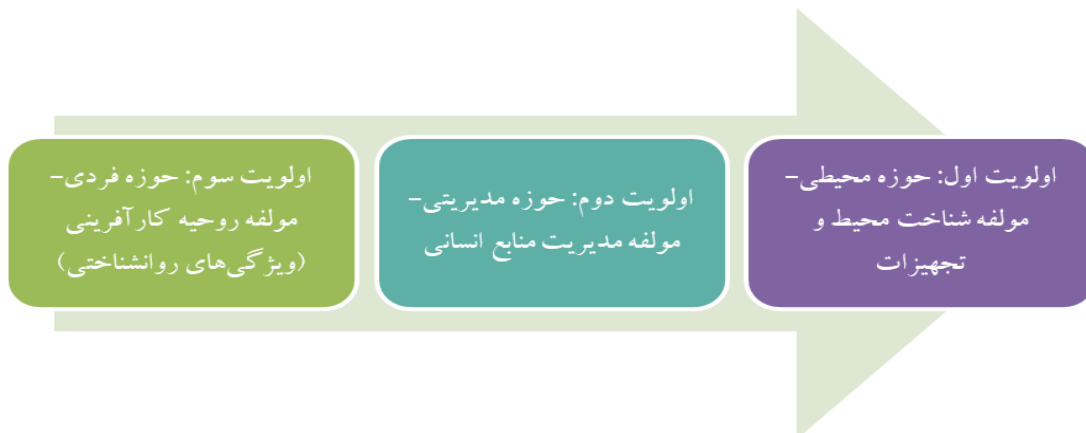 اولویت اول: حوزه محیطی-
مولفه شناخت محیط و
تجهیزات
اولویت دوم: حوزه مدیریتی-
مولفه مدیریت منابع انسانی
اولویت سوم: حوزه فردی-
مولفه روحیه کارآفرینی
(ویژگی‌های روانشناختی)